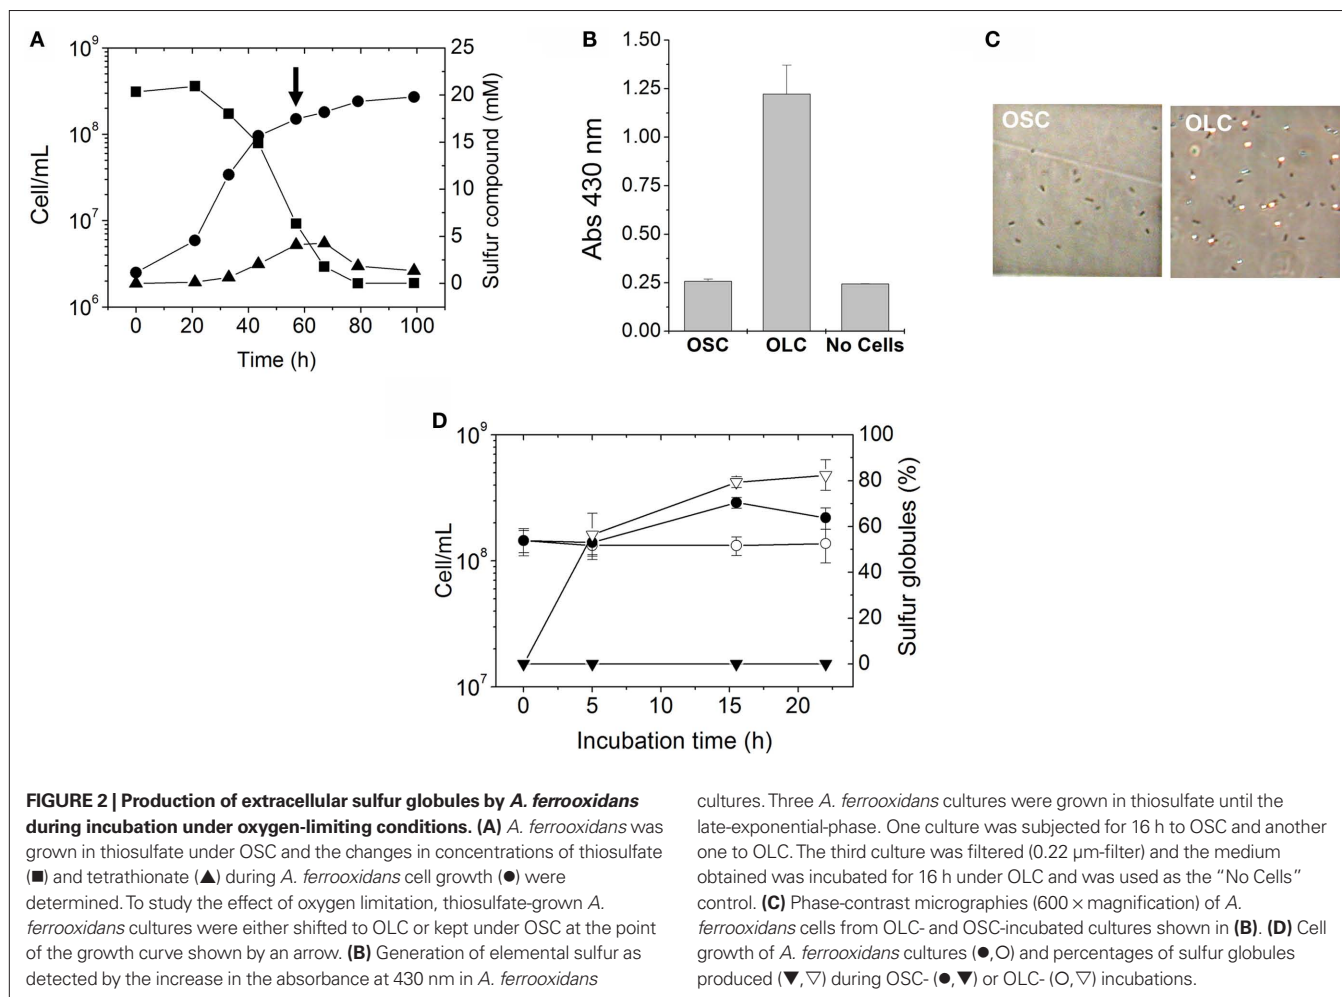 A
10^9
10^8
10^7
10^6
Cell/mL
25
20
15
10
5
0
Sulfur compound (mM)
0 20 40 60 80 100
Time (h)
B
1.50
1.25
1.00
0.75
0.50
0.25
0.00
Abs 430 nm
OSC OLC No Cells
C
OSC
OLC
D
10^9
10^8
10^7
Cell/mL
100
80
60
40
20
0
Sulfur globules (%)
0 5 10 15 20
Incubation time (h)
FIGURE 2 | Production of extracellular sulfur globules by A. ferrooxidans
during incubation under oxygen-limiting conditions. (A) A. ferrooxidans was
grown in thiosulfate under OSC and the changes in concentrations of thiosulfate
(■) and tetrathionate (▲) during A. ferrooxidans cell growth (●) were
determined. To study the effect of oxygen limitation, thiosulfate-grown A.
ferrooxidans cultures were either shifted to OLC or kept under OSC at the point
of the growth curve shown by an arrow. (B) Generation of elemental sulfur as
detected by the increase in the absorbance at 430 nm in A. ferrooxidans
cultures. Three A. ferrooxidans cultures were grown in thiosulfate until the
late-exponential-phase. One culture was subjected for 16 h to OSC and another
one to OLC. The third culture was filtered (0.22 μm-filter) and the medium
obtained was incubated for 16 h under OLC and was used as the “No Cells”
control. (C) Phase-contrast micrographies (600 × magnification) of A.
ferrooxidans cells from OLC- and OSC-incubated cultures shown in (B). (D) Cell
growth of A. ferrooxidans cultures (●,○) and percentages of sulfur globules
produced (▼,▽) during OSC- (●,▼) or OLC- (○,▽) incubations.